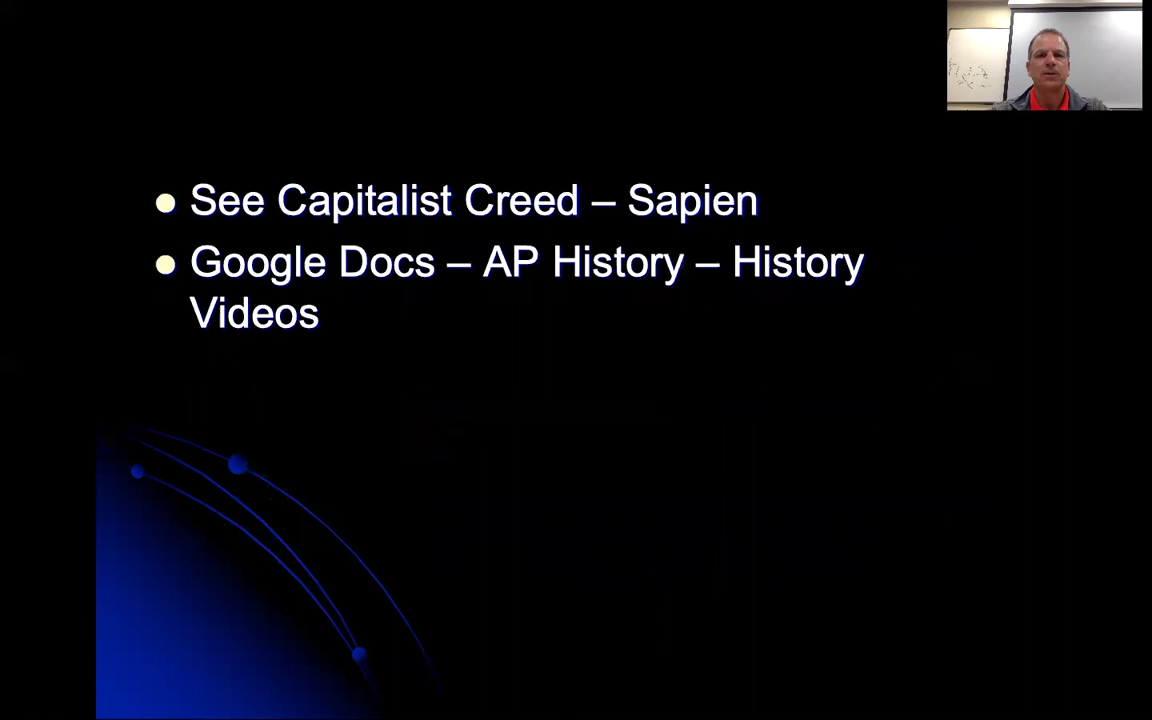 See Capitalist Creed – Sapien
Google Docs – AP History – History
Videos